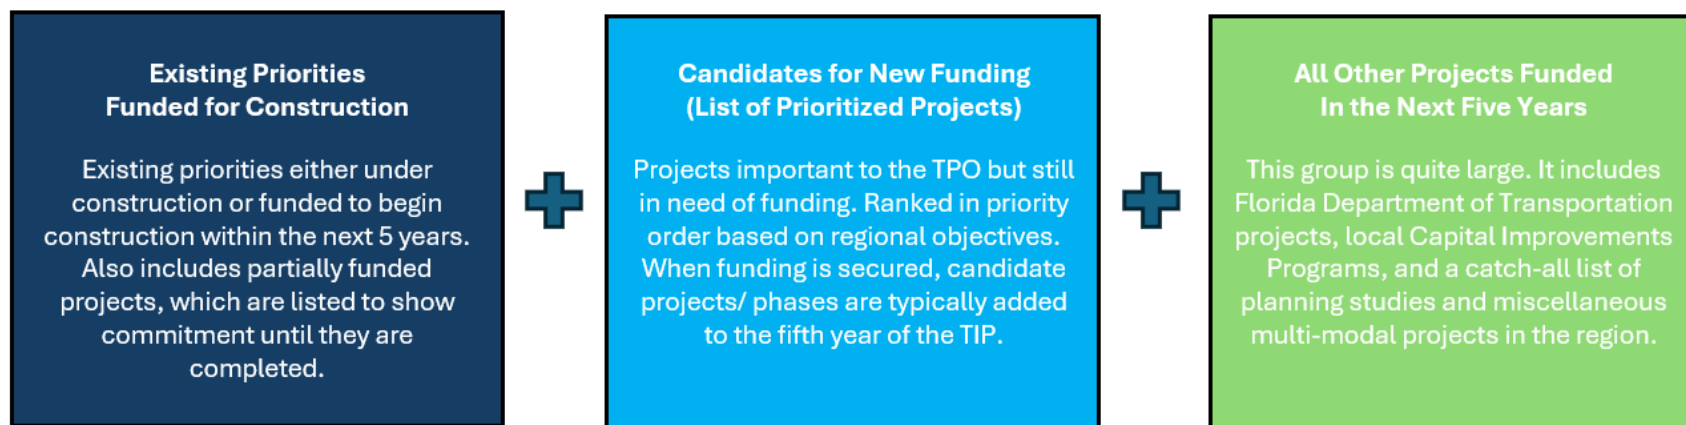 Existing Priorities
Funded for Construction
Existing priorities either under
construction or funded to begin
construction within the next 5 years.
Also includes partially funded
projects, which are listed to show
commitment until they are
completed.
Candidates for New Funding
(List of Prioritized Projects)
Projects important to the TPO but still
in need of funding. Ranked in priority
order based on regional objectives.
When funding is secured, candidate
projects/ phases are typically added
to the fifth year of the TIP.
All Other Projects Funded
In the Next Five Years
This group is quite large. It includes
Florida Department of Transportation
projects, local Capital Improvements
Programs, and a catch-all list of
planning studies and miscellaneous
multi-modal projects in the region.